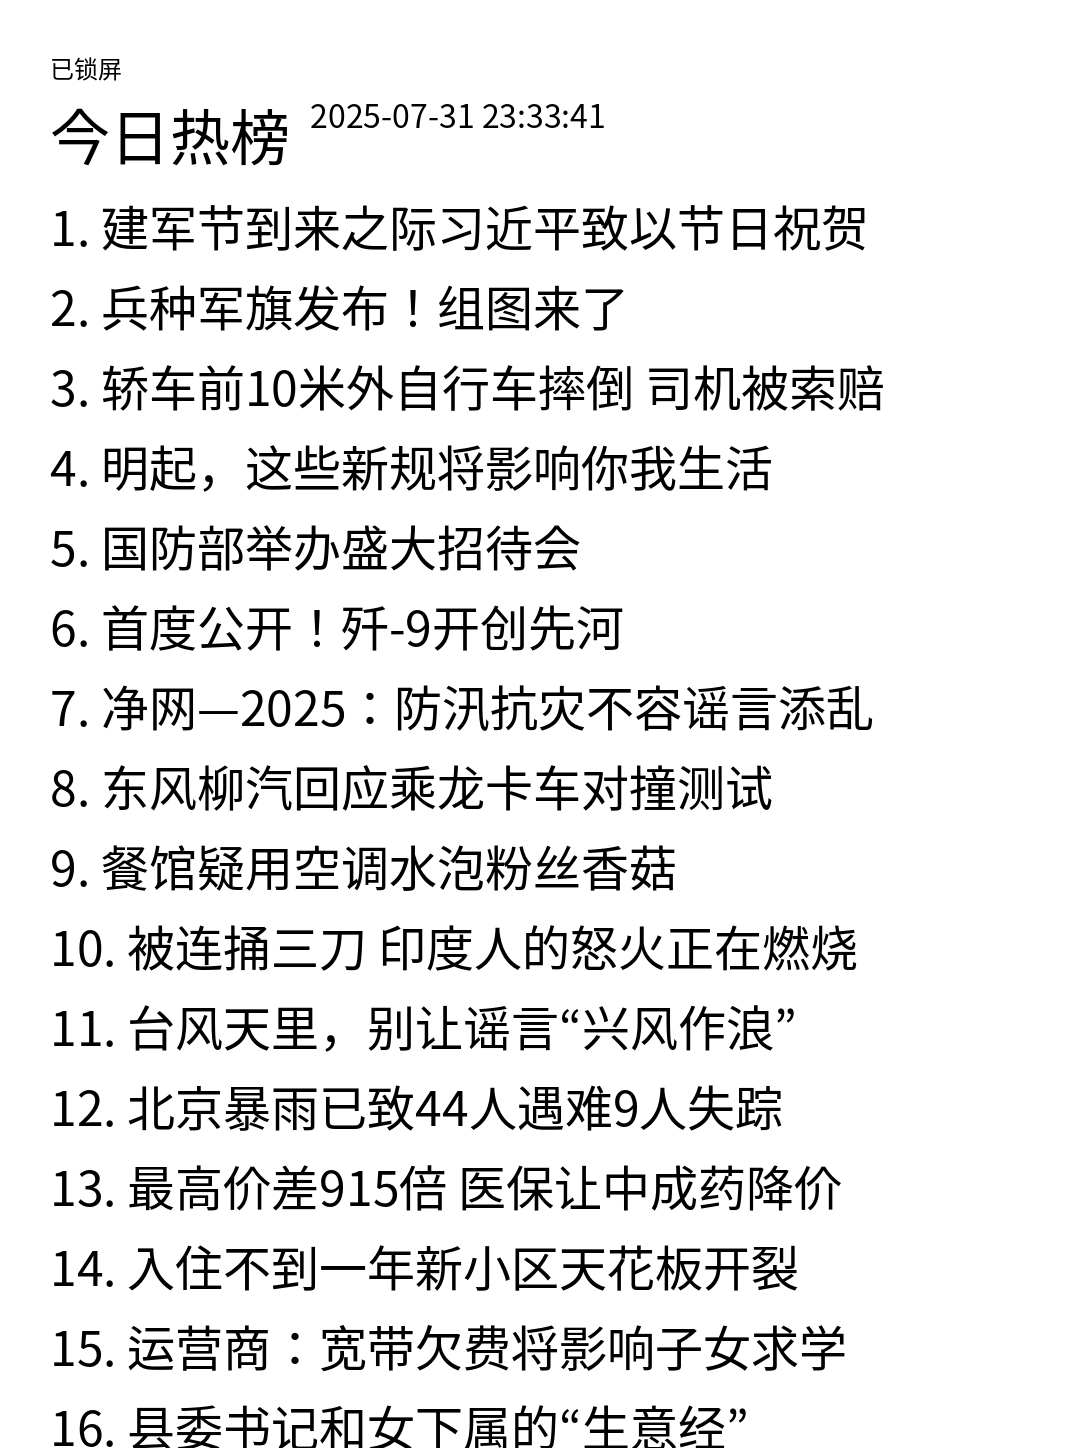 已锁屏
今日热榜 2025-07-31 23:33:41
1. 建军节到来之际习近平致以节日祝贺
2. 兵种军旗发布！组图来了
3. 轿车前10米外自行车摔倒 司机被索赔
4. 明起，这些新规将影响你我生活
5. 国防部举办盛大招待会
6. 首度公开！歼-9开创先河
7. 净网—2025：防汛抗灾不容谣言添乱
8. 东风柳汽回应乘龙卡车对撞测试
9. 餐馆疑用空调水泡粉丝香菇
10. 被连捅三刀 印度人的怒火正在燃烧
11. 台风天里，别让谣言“兴风作浪”
12. 北京暴雨已致44人遇难9人失踪
13. 最高价差915倍 医保让中成药降价
14. 入住不到一年新小区天花板开裂
15. 运营商：宽带欠费将影响子女求学
16. 县委书记和女下属的“生意经”